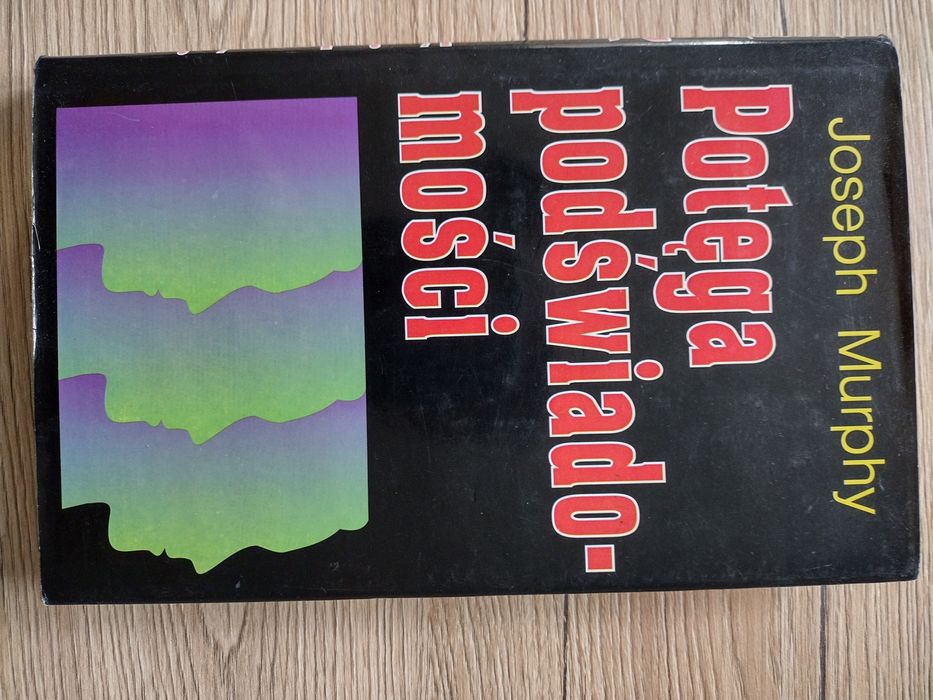 Joseph Murphy
Potęga
podświado-
mości